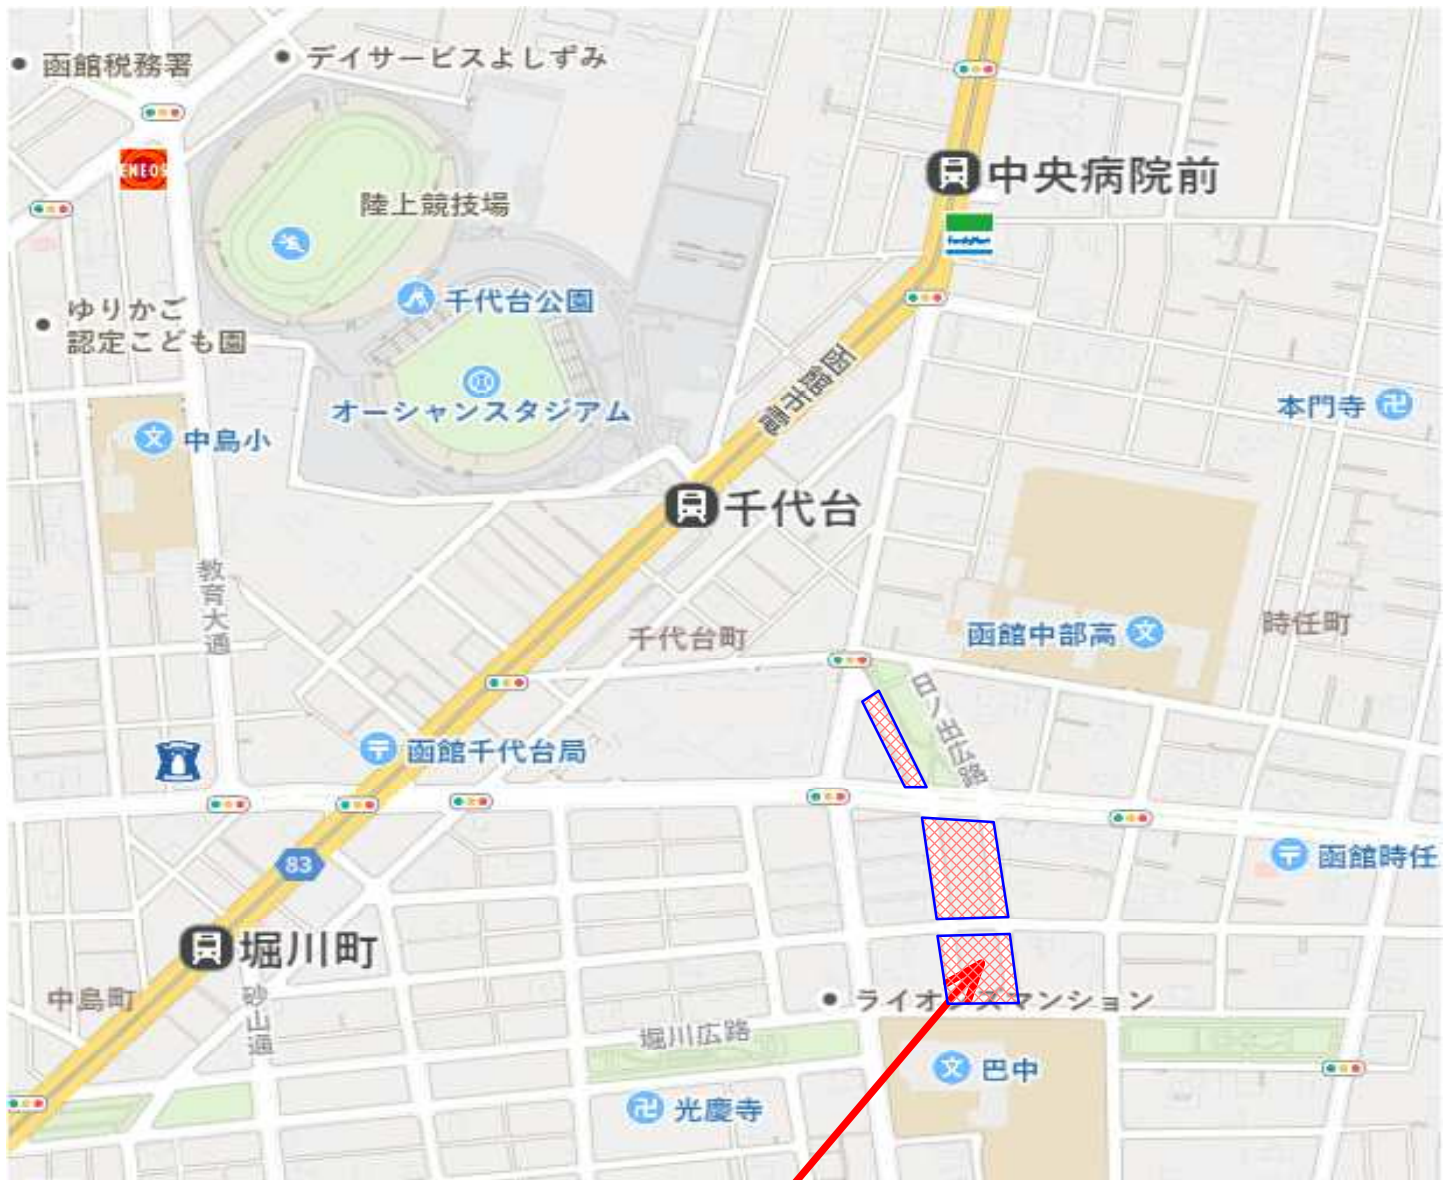 函館税務署
デイサービスよしずみ
ENEOS
陸上競技場
中央病院前
FamilyMart
千代台公園
ゆりかご
認定こども園
オーシャンスタジアム
函館市電
本門寺
中島小
千代台
教育大通
千代台町
函館中部高
時任町
函館千代台局
83
函館時任
堀川町
中島町
砂山通
ライオンズマンション
堀川広路
巴中
光慶寺